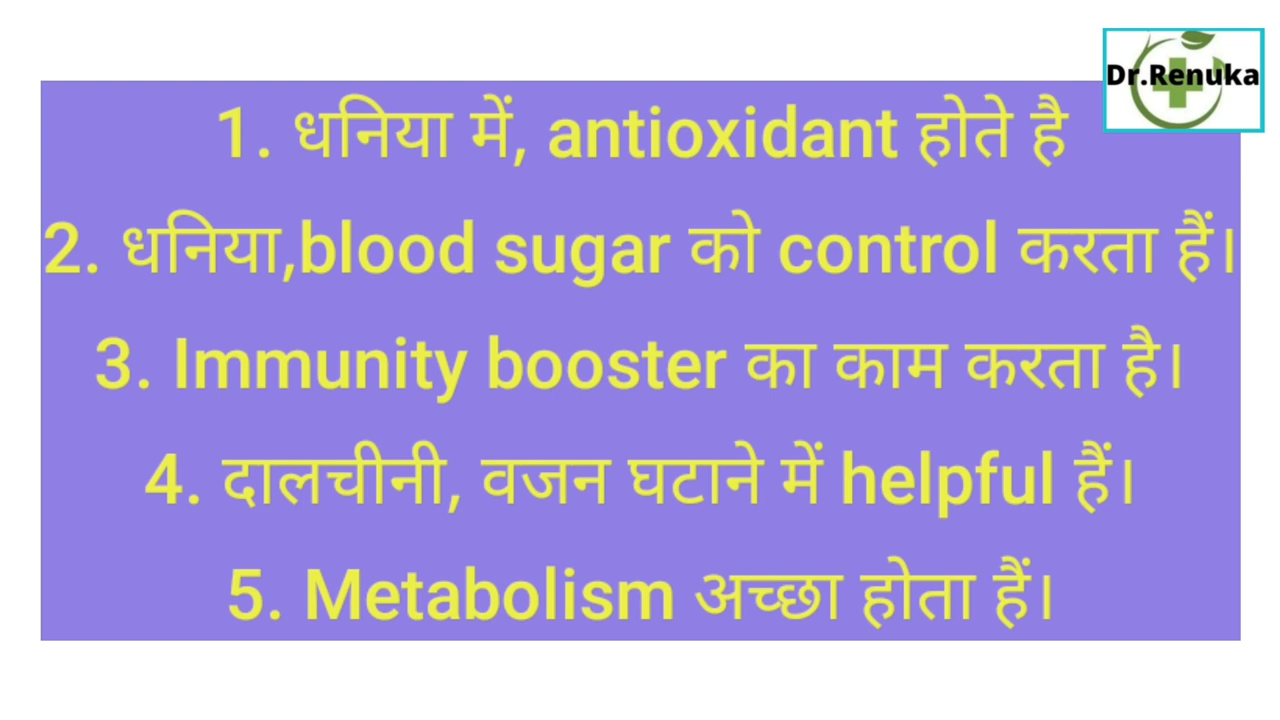 Dr.Renuka
1. धनिया में, antioxidant होते है
2. धनिया,blood sugar को control करता हैं।
3. Immunity booster का काम करता है।
4. दालचीनी, वजन घटाने में helpful हैं।
5. Metabolism अच्छा होता हैं।